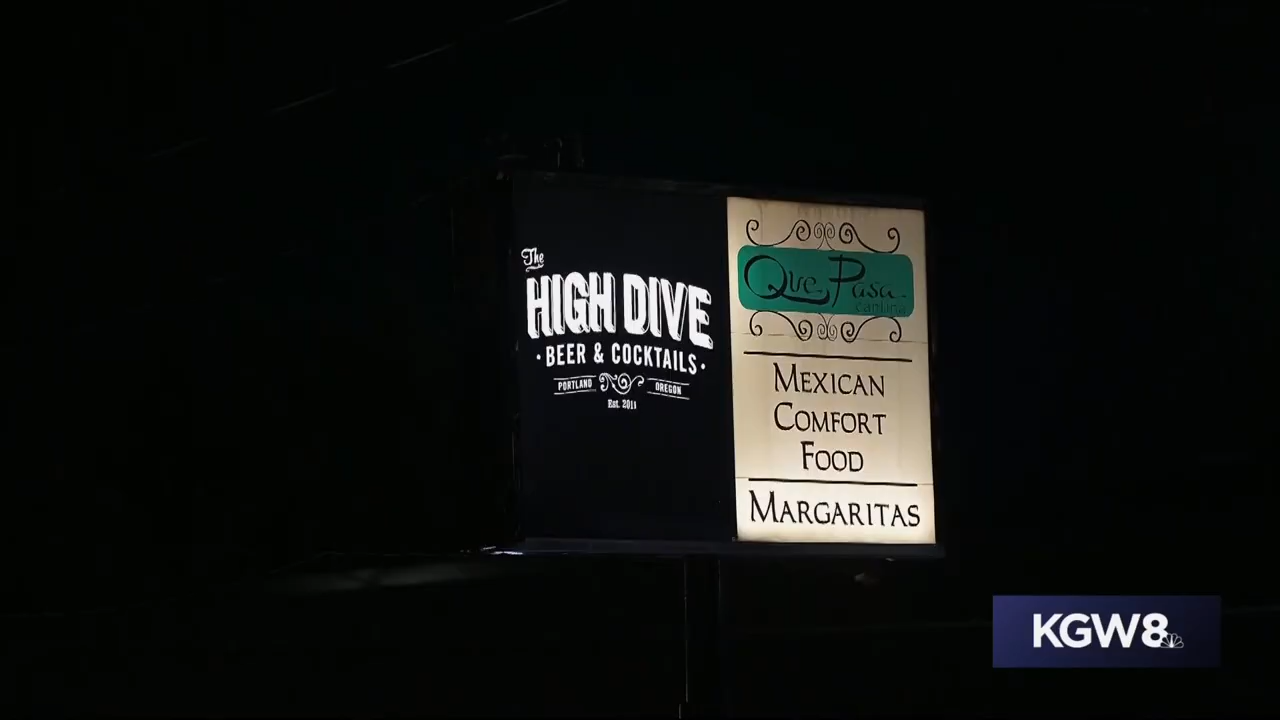 The
HIGH DIVE
· BEER & COCKTAILS ·
PORTLAND OREGON
Est. 2011
Que Pasa
cantina
MEXICAN
COMFORT
FOOD
MARGARITAS
KGW8